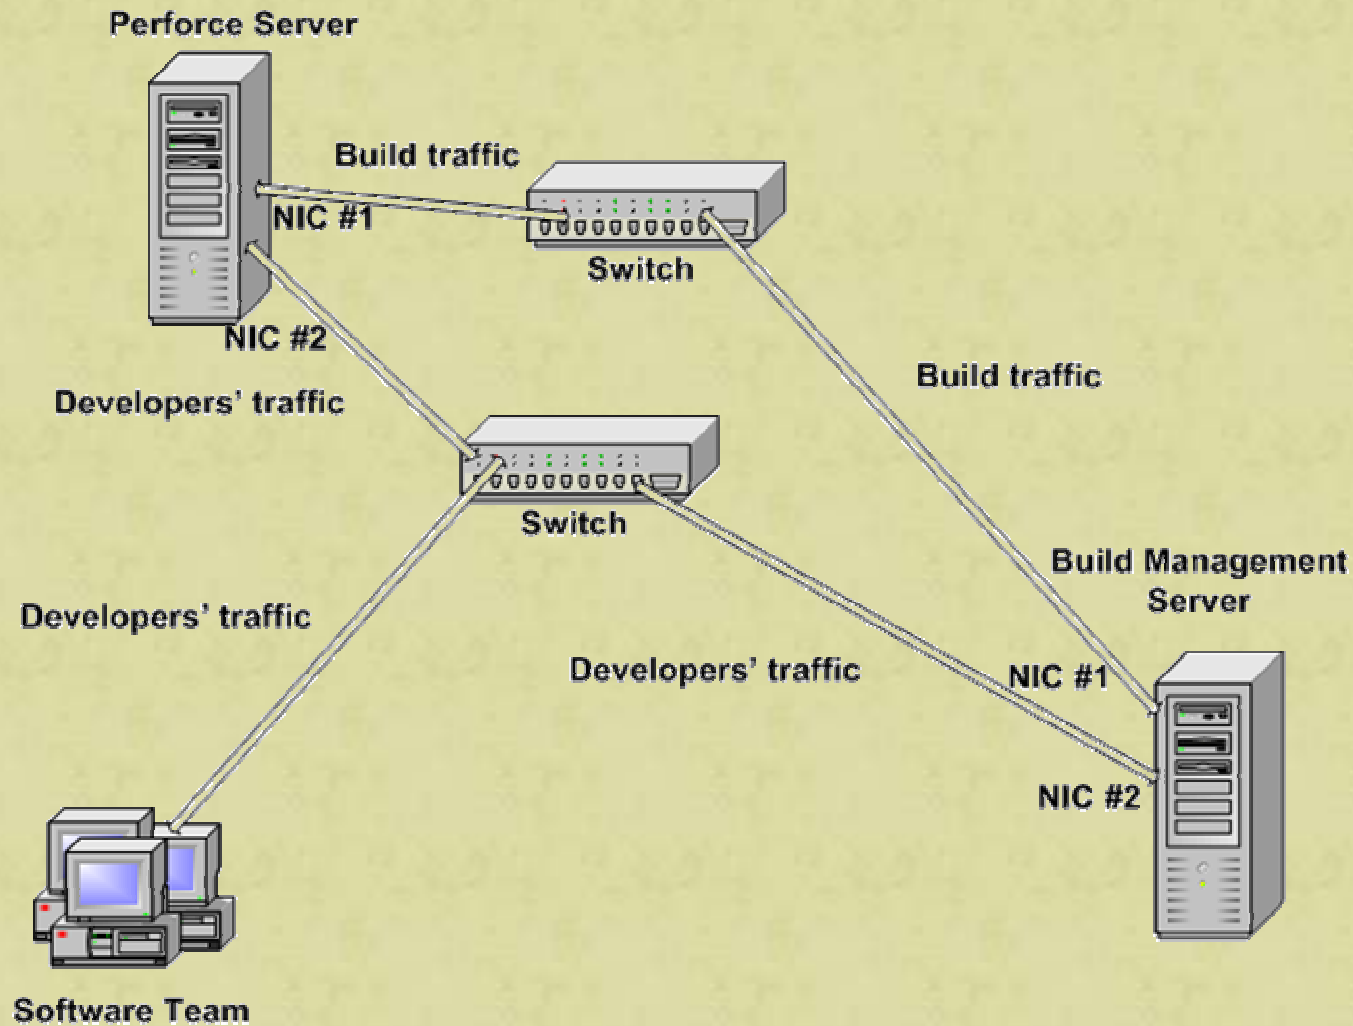 Perforce Server
Build traffic
NIC #1
Switch
NIC #2
Build traffic
Developers’ traffic
Switch
Build Management
Server
Developers’ traffic
Developers’ traffic
NIC #1
NIC #2
Software Team